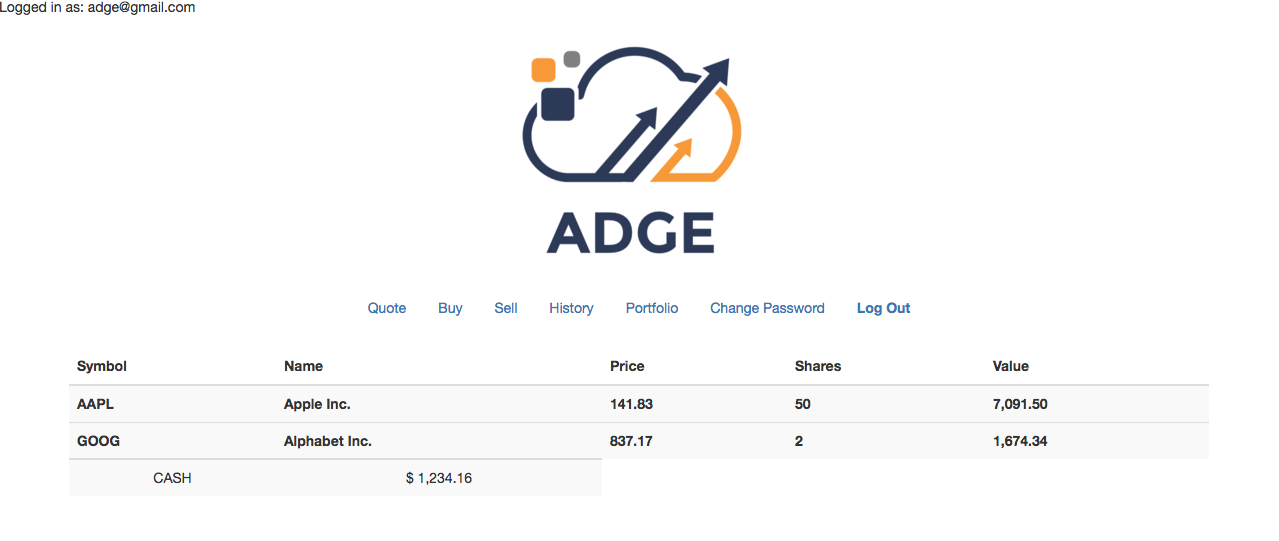 Logged in as: adge@gmail.com
ADGE
Quote Buy Sell History Portfolio Change Password Log Out
Symbol Name Price Shares Value
AAPL Apple Inc. 141.83 50 7,091.50
GOOG Alphabet Inc. 837.17 2 1,674.34
CASH $ 1,234.16